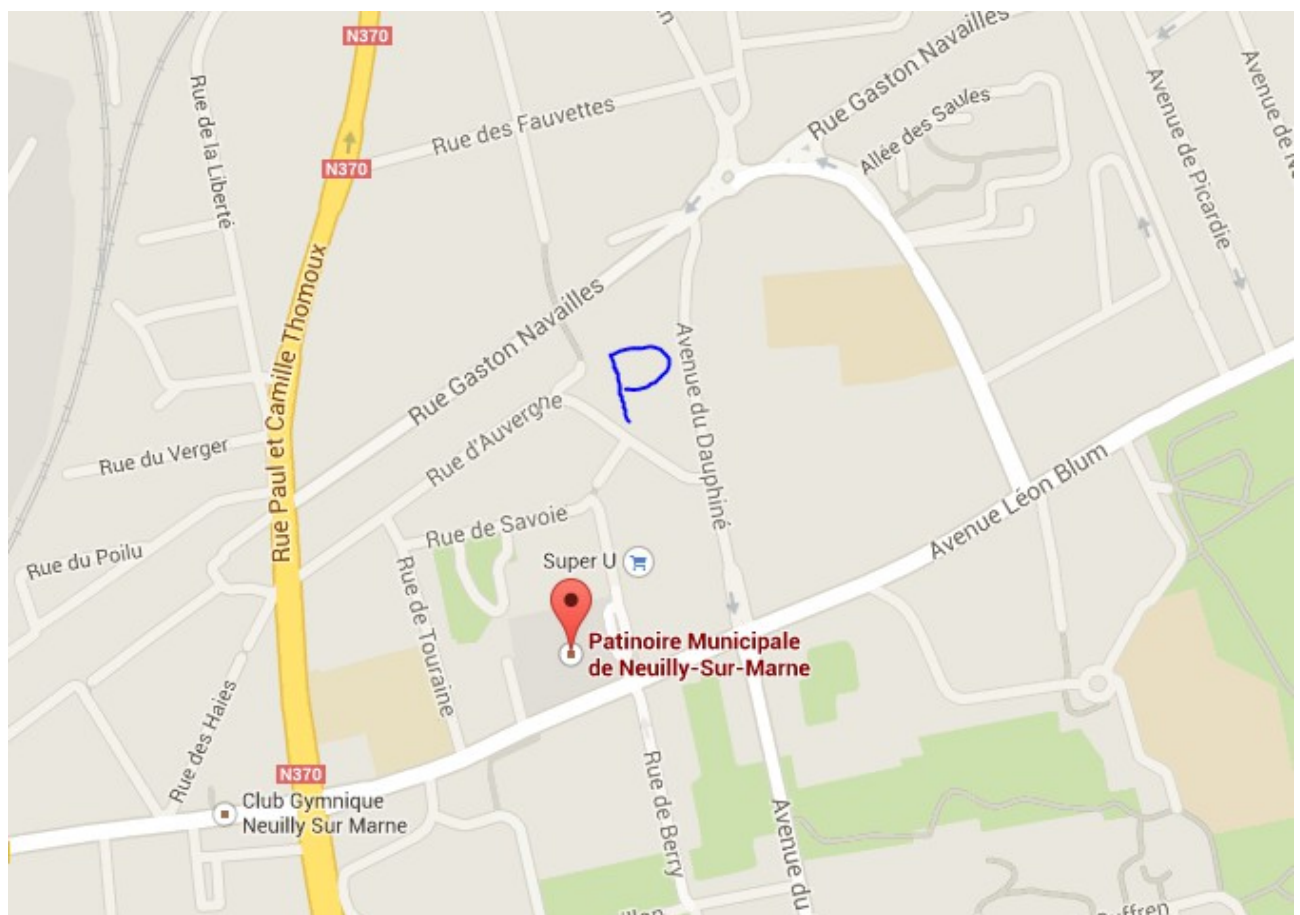 N370
Rue Gaston Navailles
Rue de la Liberté
Rue des Fauvettes
Allée des Saules
Avenue de Picardie
N370
Rue Paul et Camille Thomoux
Rue Gaston Navailles
P
Avenue du Dauphiné
Rue d'Auvergne
Rue du Verger
Avenue Léon Blum
Rue de Savoie
Rue du Poilu
Super U
Rue de Touraine
Patinoire Municipale
de Neuilly-Sur-Marne
Rue des Haies
N370
Club Gymnique
Neuilly Sur Marne
Rue de Berry
Avenue du